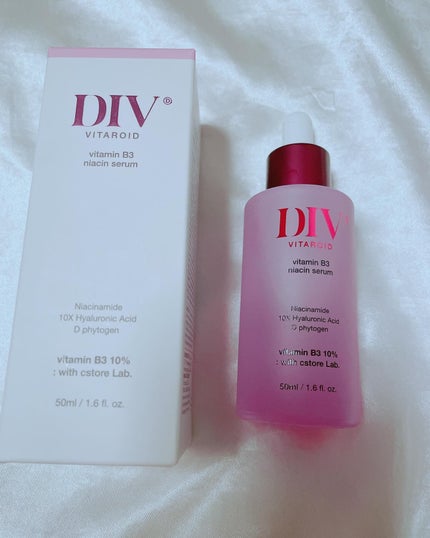 DIV
VITAROID
vitamin B3
niacin serum
Niacinamide
10X Hyaluronic Acid
D phytogen
vitamin B3 10%
: with cstore Lab.
50ml / 1.6 fl. oz.
DIV
VITAROID
vitamin B3
niacin serum
Niacinamide
10X Hyaluronic Acid
D phytogen
vitamin B3 10%
: with cstore Lab.
50ml / 1.6 fl. oz.